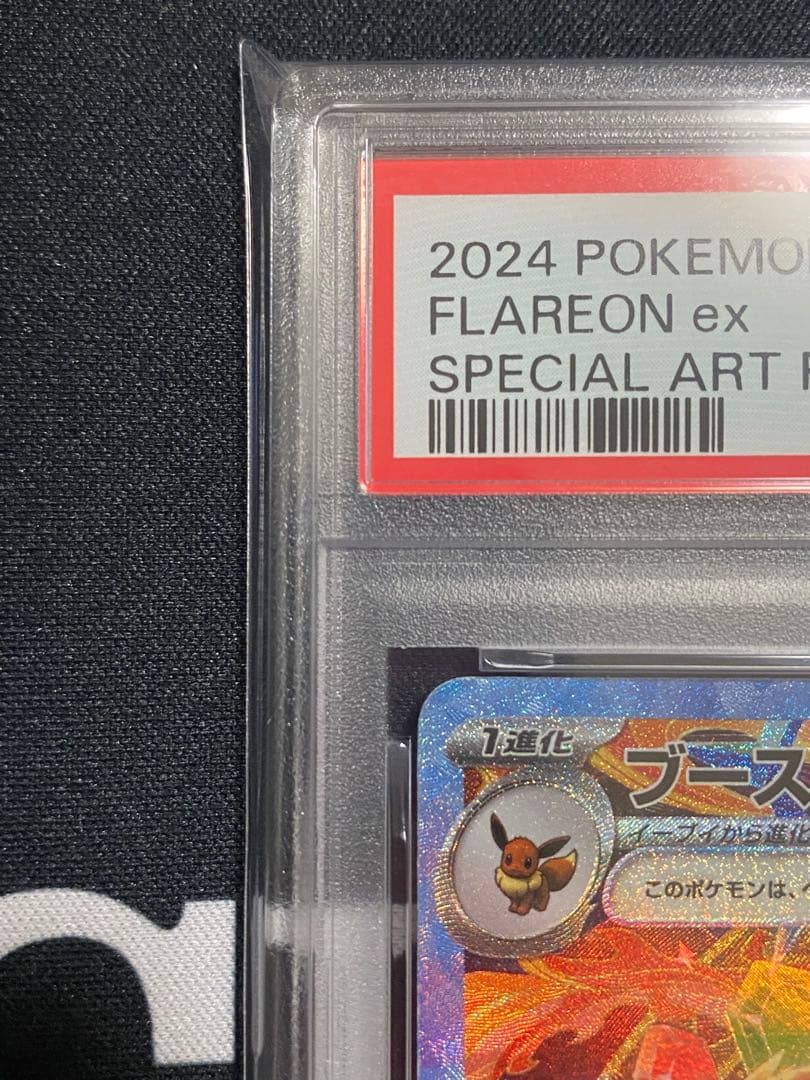 2024 POKEMON
FLAREON ex
SPECIAL ART
1進化
ブース
イーブイから進化
このポケモンは、